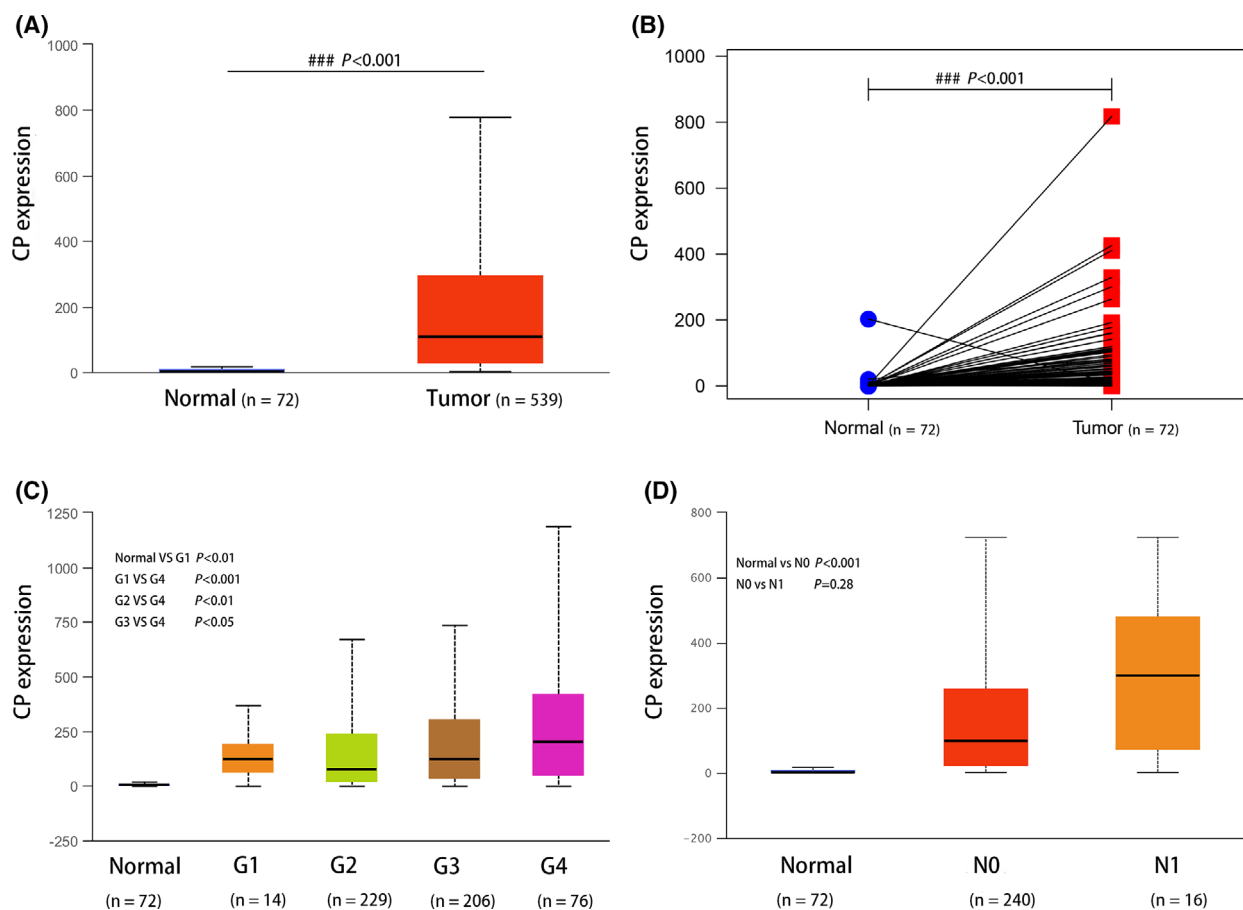 (A)
1000
800
600
400
200
0
CP expression
### P<0.001
Normal (n = 72)
Tumor (n = 539)
(B)
1000
800
600
400
200
0
CP expression
### P<0.001
Normal (n = 72)
Tumor (n = 72)
(C)
1250
1000
750
500
250
0
-250
CP expression
Normal VS G1 P<0.01
G1 VS G4 P<0.001
G2 VS G4 P<0.01
G3 VS G4 P<0.05
Normal G1 G2 G3 G4
(n = 72) (n = 14) (n = 229) (n = 206) (n = 76)
(D)
800
600
400
200
0
-200
CP expression
Normal vs N0 P<0.001
N0 vs N1 P=0.28
Normal N0 N1
(n = 72) (n = 240) (n = 16)